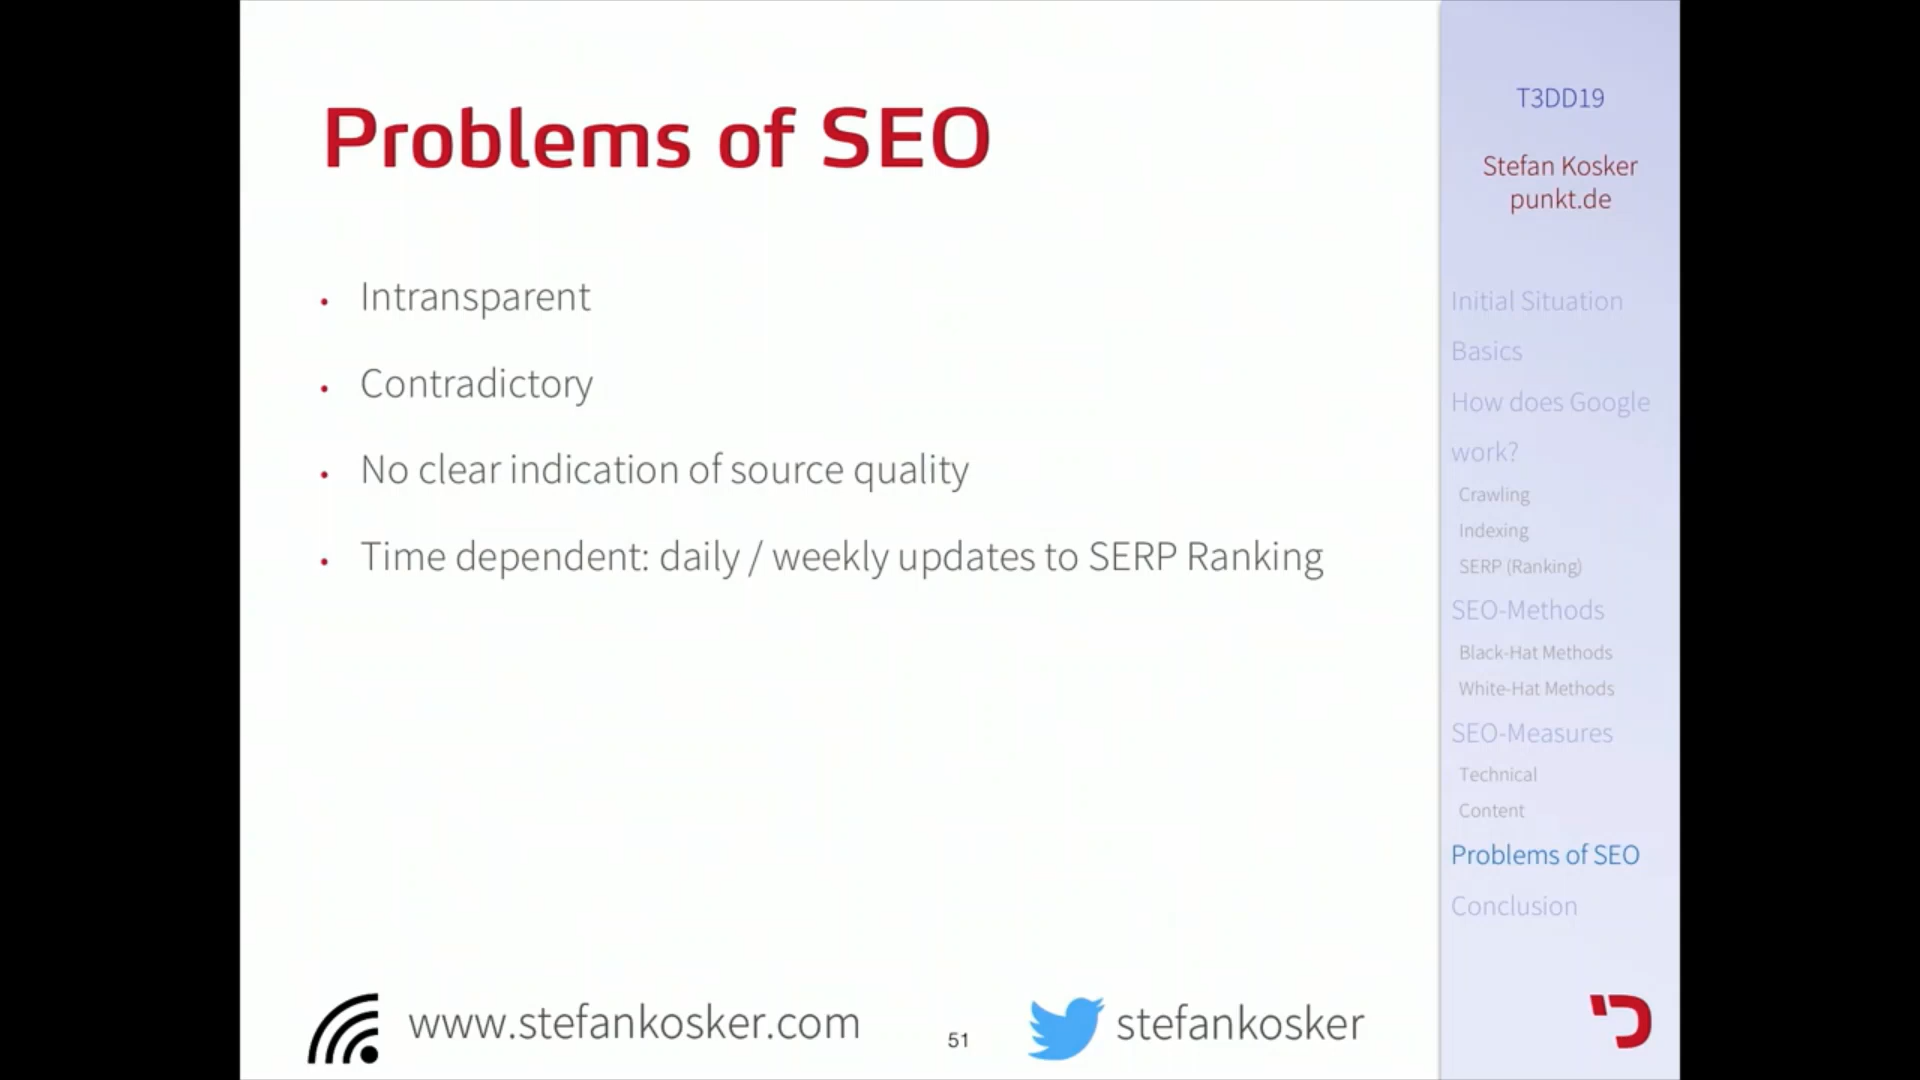 Problems of SEO
• Intransparent
• Contradictory
• No clear indication of source quality
• Time dependent: daily / weekly updates to SERP Ranking
www.stefankosker.com
51
stefankosker
T3DD19
Stefan Kosker
punkt.de
Initial Situation
Basics
How does Google
work?
Crawling
Indexing
SERP (Ranking)
SEO-Methods
Black-Hat Methods
White-Hat Methods
SEO-Measures
Technical
Content
Problems of SEO
Conclusion